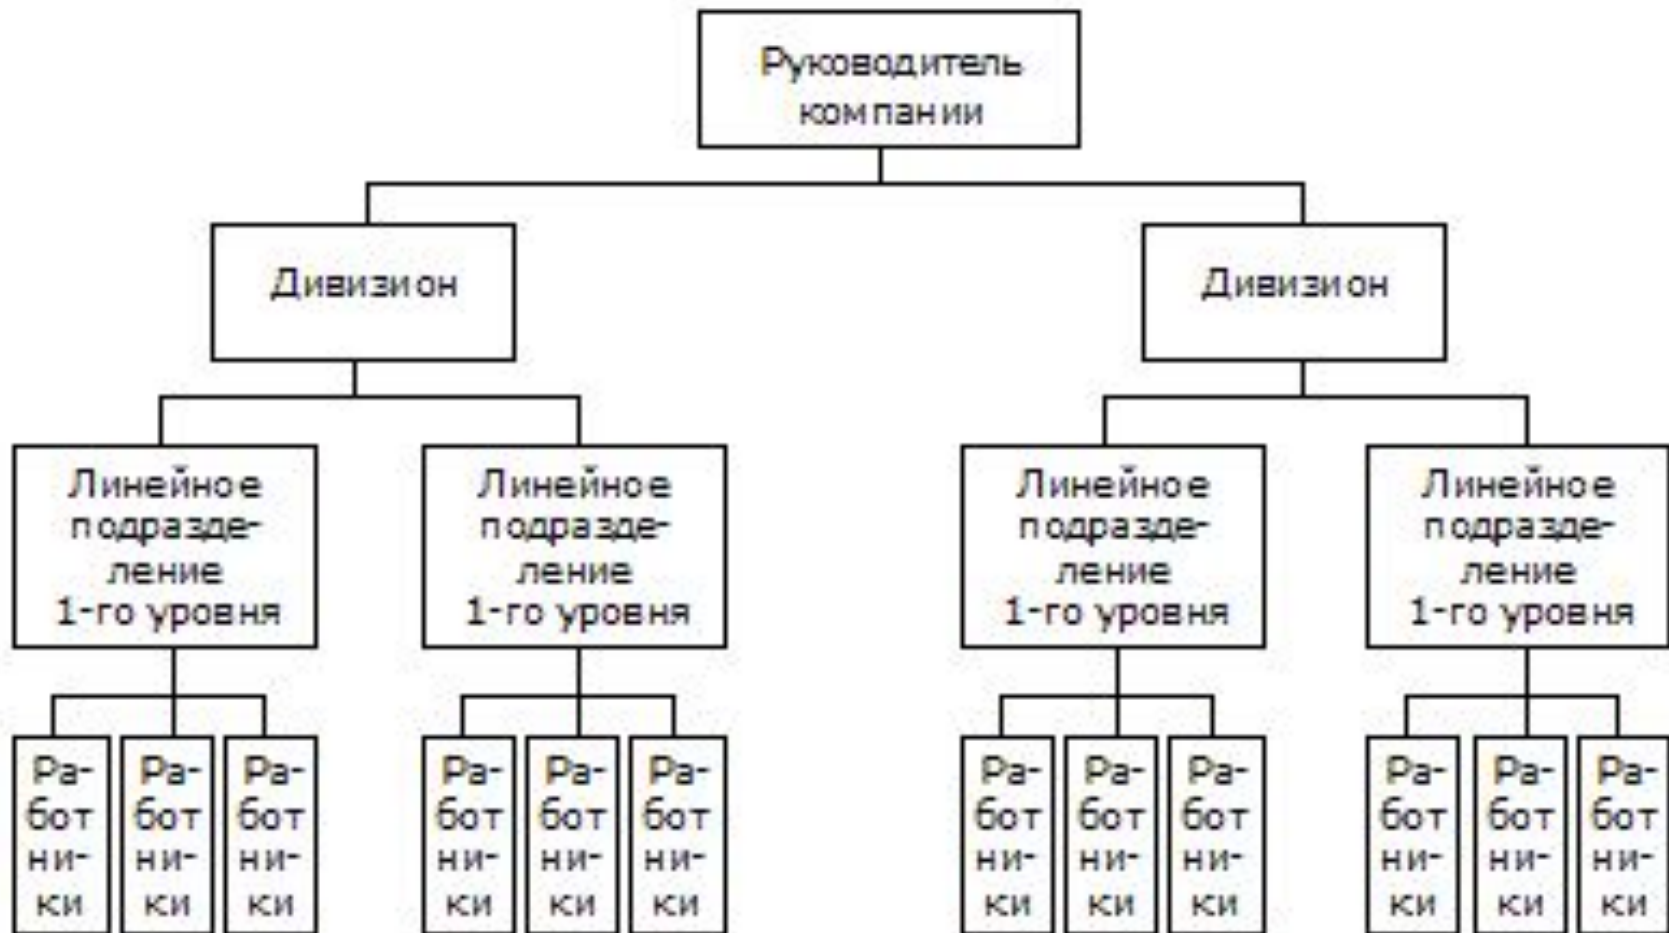 Руководитель
компании
Дивизион
Дивизион
Линейное
подразде-
ление
1-го уровня
Линейное
подразде-
ление
1-го уровня
Линейное
подразде-
ление
1-го уровня
Линейное
подразде-
ление
1-го уровня
Ра-
бот
ни-
ки
Ра-
бот
ни-
ки
Ра-
бот
ни-
ки
Ра-
бот
ни-
ки
Ра-
бот
ни-
ки
Ра-
бот
ни-
ки
Ра-
бот
ни-
ки
Ра-
бот
ни-
ки
Ра-
бот
ни-
ки
Ра-
бот
ни-
ки
Ра-
бот
ни-
ки
Ра-
бот
ни-
ки